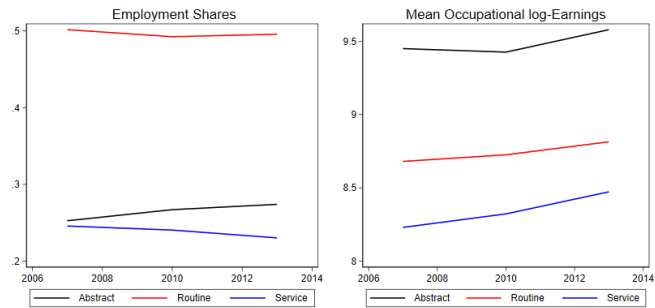 Employment Shares
.5
.4
.3
.2
2006 2008 2010 2012 2014
Abstract Routine Service
Mean Occupational log-Earnings
9.5
9
8.5
8
2006 2008 2010 2012 2014
Abstract Routine Service